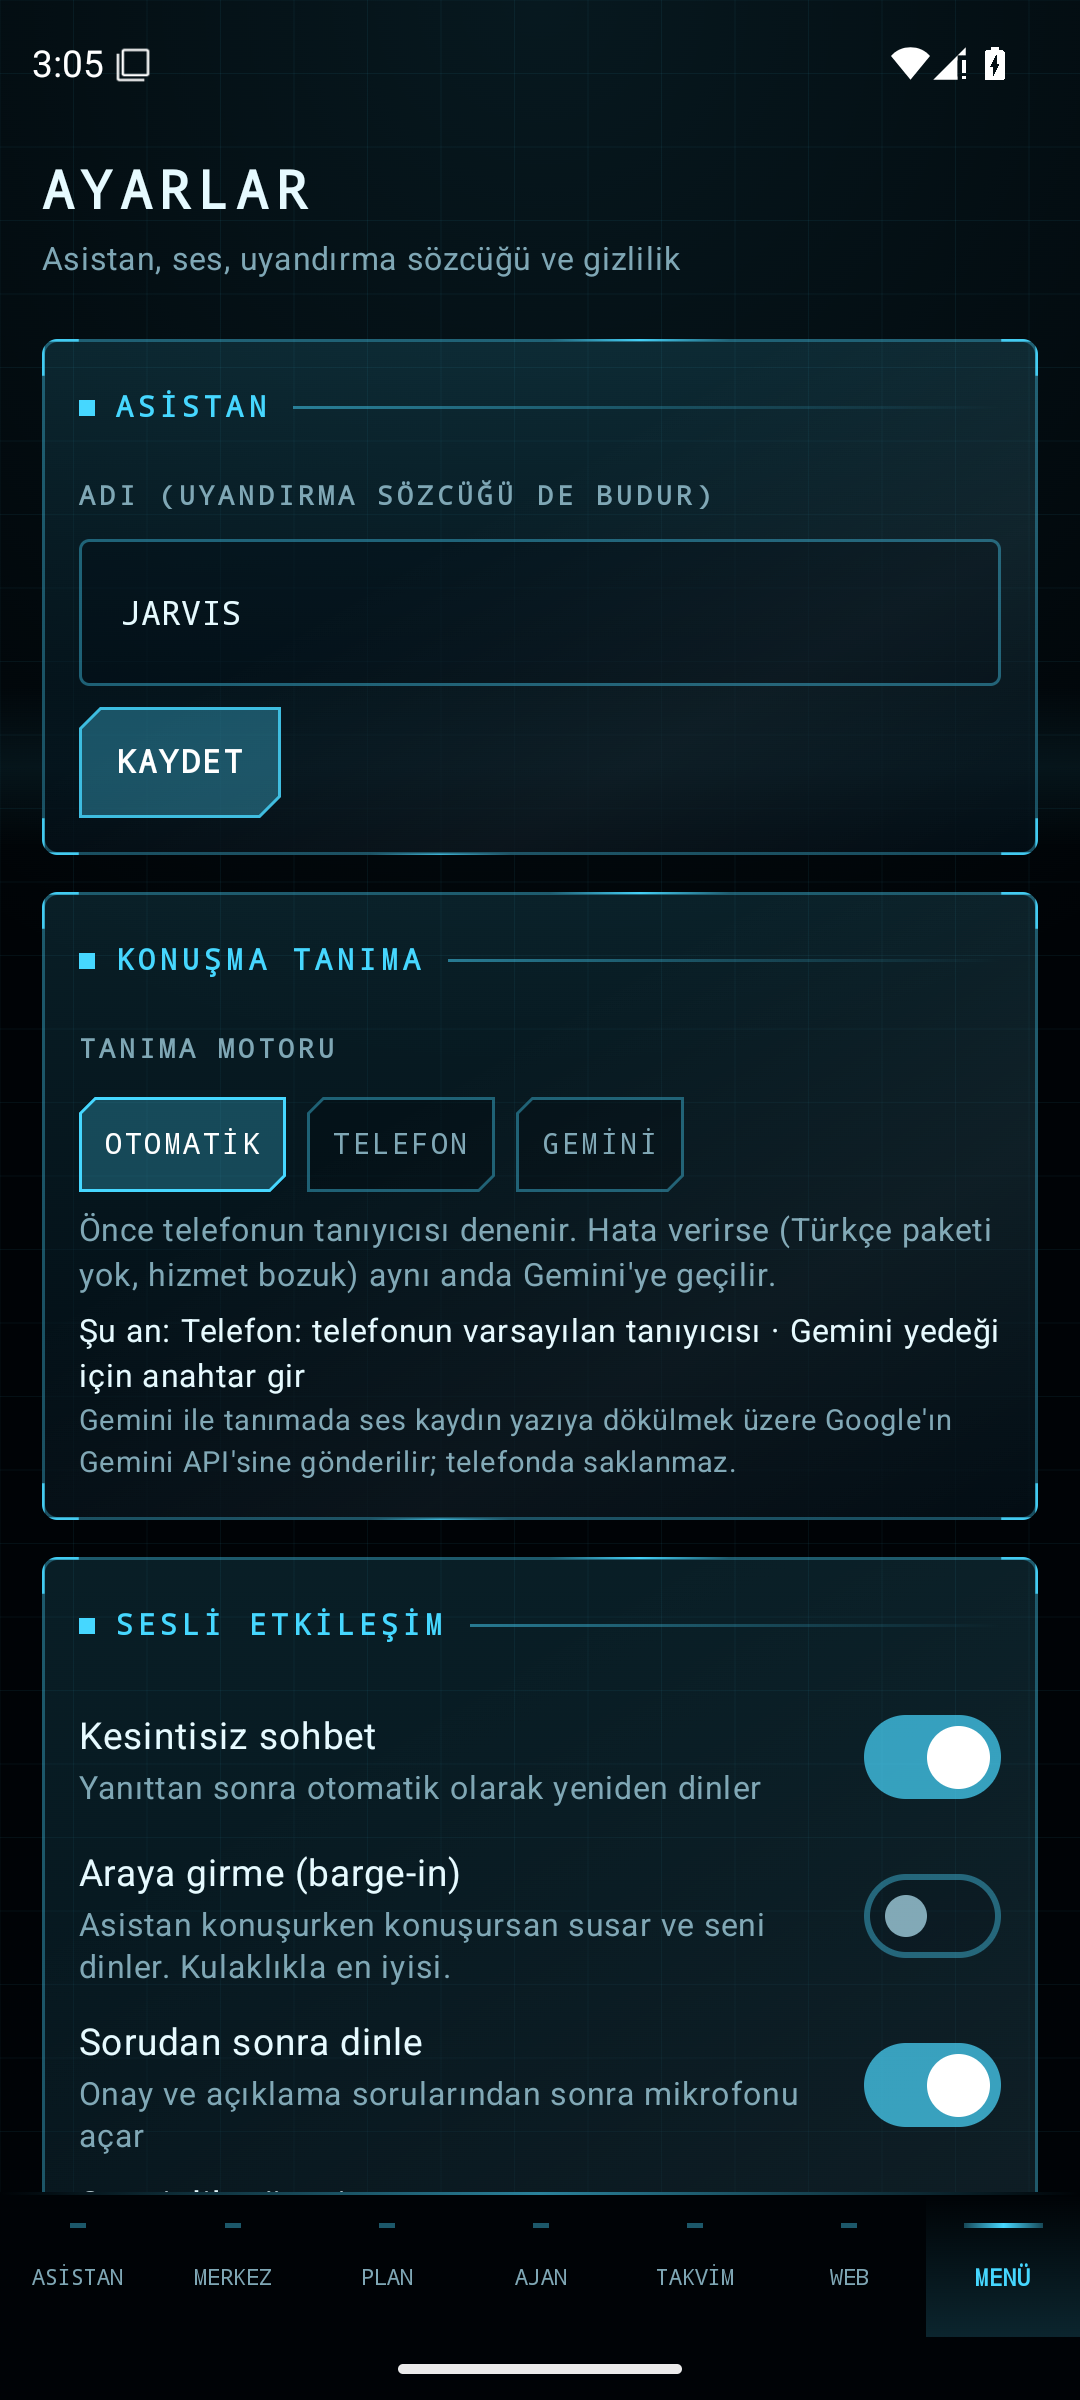 3:05
AYARLAR
Asistan, ses, uyandırma sözcüğü ve gizlilik
ASİSTAN
ADI (UYANDIRMA SÖZCÜĞÜ DE BUDUR)
JARVIS
KAYDET
KONUŞMA TANIMA
TANIMA MOTORU
OTOMATİK TELEFON GEMİNİ
Önce telefonun tanıyıcısı denenir. Hata verirse (Türkçe paketi
yok, hizmet bozuk) aynı anda Gemini'ye geçilir.
Şu an: Telefon: telefonun varsayılan tanıyıcısı · Gemini yedeği
için anahtar gir
Gemini ile tanımada ses kaydın yazıya dökülmek üzere Google'ın
Gemini API'sine gönderilir; telefonda saklanmaz.
SESLİ ETKİLEŞİM
Kesintisiz sohbet
Yanıttan sonra otomatik olarak yeniden dinler
Araya girme (barge-in)
Asistan konuşurken konuşursan susar ve seni
dinler. Kulaklıkla en iyisi.
Sorudan sonra dinle
Onay ve açıklama sorularından sonra mikrofonu
açar
ASİSTAN MERKEZ PLAN AJAN TAKVİM WEB MENÜ